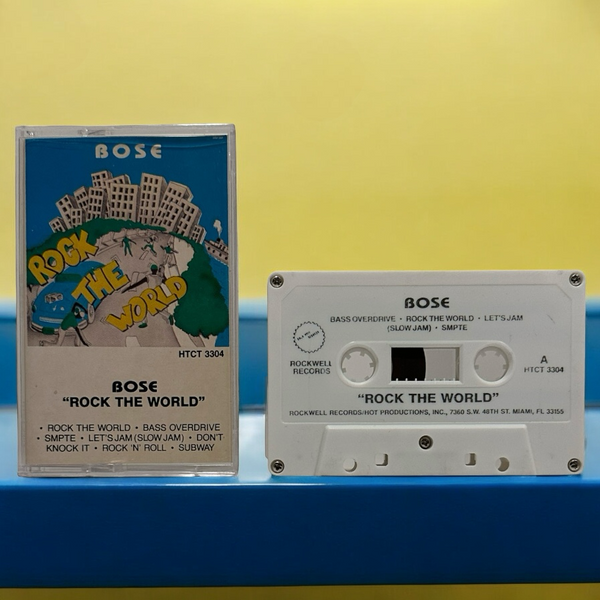 BOSE
ROCK
THE
WORLD
HTCT 3304
BOSE
"ROCK THE WORLD"
• ROCK THE WORLD • BASS OVERDRIVE
• SMPTE • LET'S JAM (SLOW JAM) • DON'T
KNOCK IT • ROCK 'N' ROLL • SUBWAY
BOSE
BASS OVERDRIVE • ROCK THE WORLD • LET'S JAM
(SLOW JAM) • SMPTE
ROCKWELL
RECORDS
A
HTCT 3304
"ROCK THE WORLD"
ROCKWELL RECORDS/HOT PRODUCTIONS, INC., 7360 S.W. 48TH ST. MIAMI, FL 33155